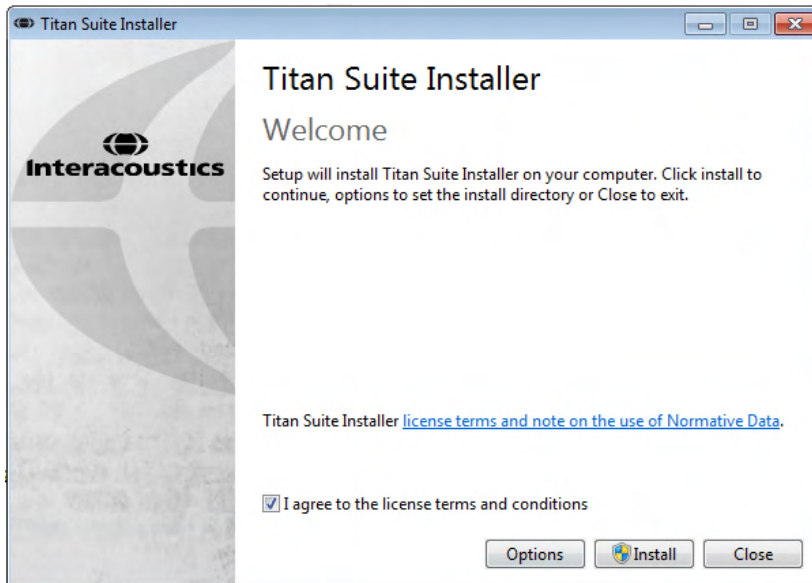 Titan Suite Installer
Interacoustics
Titan Suite Installer
Welcome
Setup will install Titan Suite Installer on your computer. Click install to
continue, options to set the install directory or Close to exit.
Titan Suite Installer license terms and note on the use of Normative Data.
I agree to the license terms and conditions
Options
Install
Close